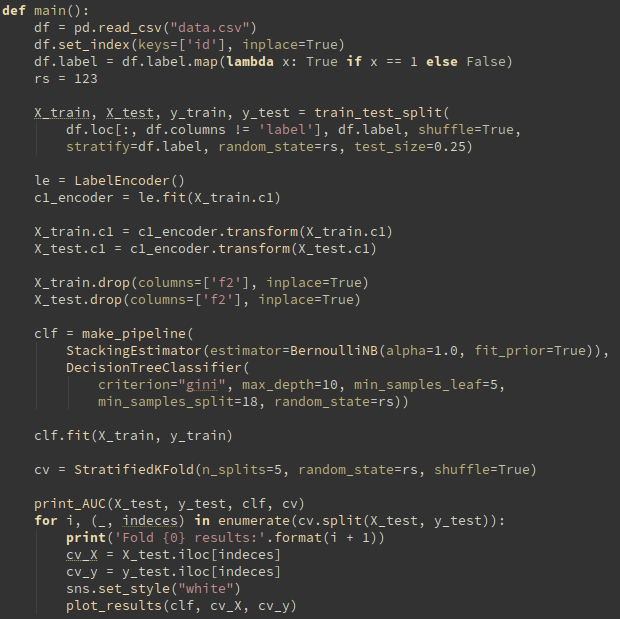 def main():
    df = pd.read_csv("data.csv")
    df.set_index(keys=['id'], inplace=True)
    df.label = df.label.map(lambda x: True if x == 1 else False)
    rs = 123

    X_train, X_test, y_train, y_test = train_test_split(
        df.loc[:, df.columns != 'label'], df.label, shuffle=True,
        stratify=df.label, random_state=rs, test_size=0.25)

    le = LabelEncoder()
    c1_encoder = le.fit(X_train.c1)

    X_train.c1 = c1_encoder.transform(X_train.c1)
    X_test.c1 = c1_encoder.transform(X_test.c1)

    X_train.drop(columns=['f2'], inplace=True)
    X_test.drop(columns=['f2'], inplace=True)

    clf = make_pipeline(
        StackingEstimator(estimator=BernoulliNB(alpha=1.0, fit_prior=True)),
        DecisionTreeClassifier(
            criterion="gini", max_depth=10, min_samples_leaf=5,
            min_samples_split=18, random_state=rs))

    clf.fit(X_train, y_train)

    cv = StratifiedKFold(n_splits=5, random_state=rs, shuffle=True)

    print_AUC(X_test, y_test, clf, cv)
    for i, (_, indeces) in enumerate(cv.split(X_test, y_test)):
        print('Fold {0} results:'.format(i + 1))
        cv_X = X_test.iloc[indeces]
        cv_y = y_test.iloc[indeces]
        sns.set_style("white")
        plot_results(clf, cv_X, cv_y)